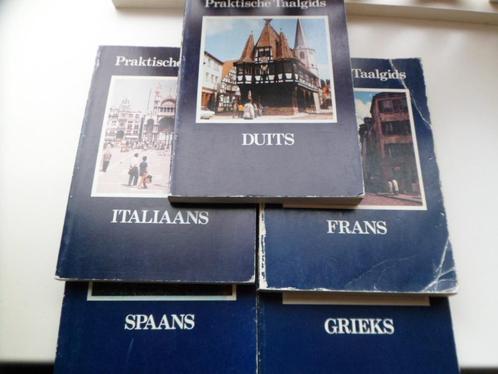 Praktische Taalgids
DUITS
Praktische
ITALIAANS
Taalgids
FRANS
SPAANS
GRIEKS